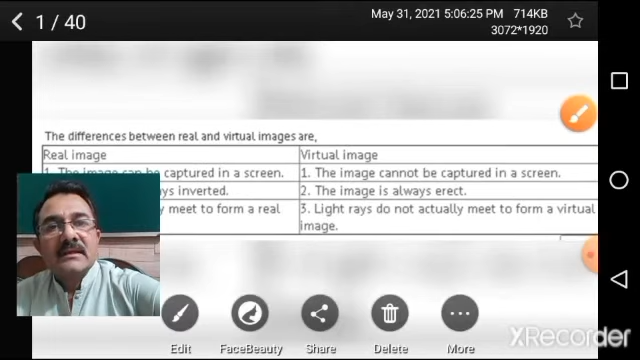 1 / 40
May 31, 2021 5:06:25 PM 714KB
3072*1920
The differences between real and virtual images are,
Real image
Virtual image
1. The image can be captured in a screen.
1. The image cannot be captured in a screen.
ys inverted.
2. The image is always erect.
y meet to form a real
3. Light rays do not actually meet to form a virtual
image.
Edit
FaceBeauty
Share
Delete
More
XRecorder